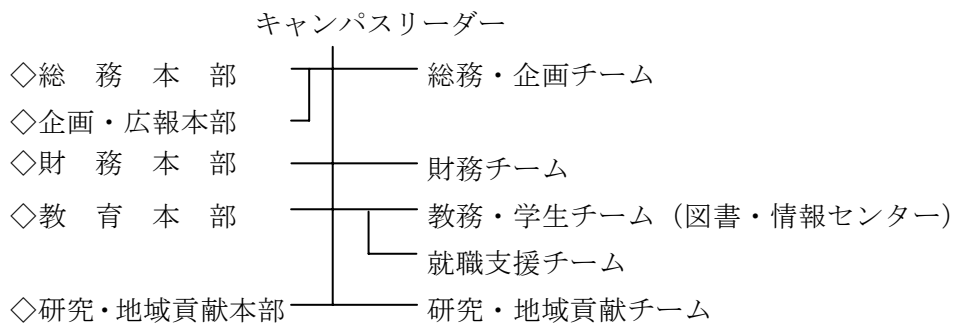 キャンパスリーダー
◇総　務　本　部　総務・企画チーム
◇企画・広報本部
◇財　務　本　部　財務チーム
◇教　育　本　部　教務・学生チーム（図書・情報センター）
就職支援チーム
◇研究・地域貢献本部　研究・地域貢献チーム